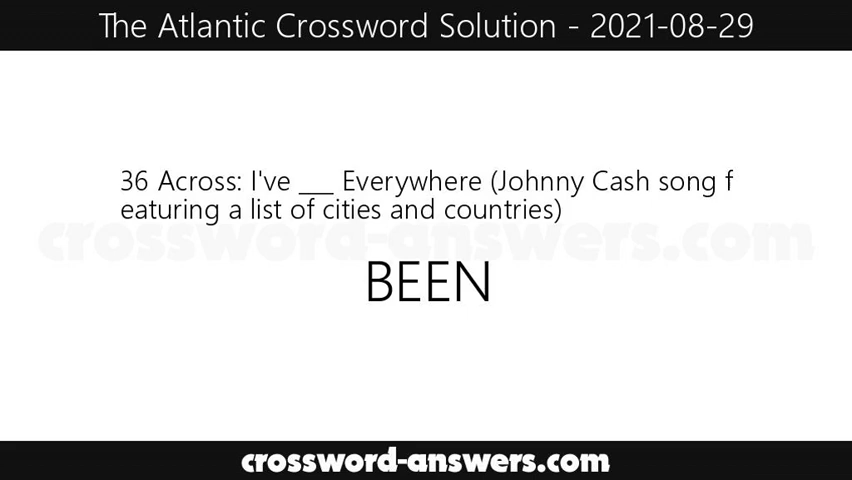 The Atlantic Crossword Solution - 2021-08-29
36 Across: I've ___ Everywhere (Johnny Cash song f
eaturing a list of cities and countries)
crossword-answers.com
BEEN
crossword-answers.com